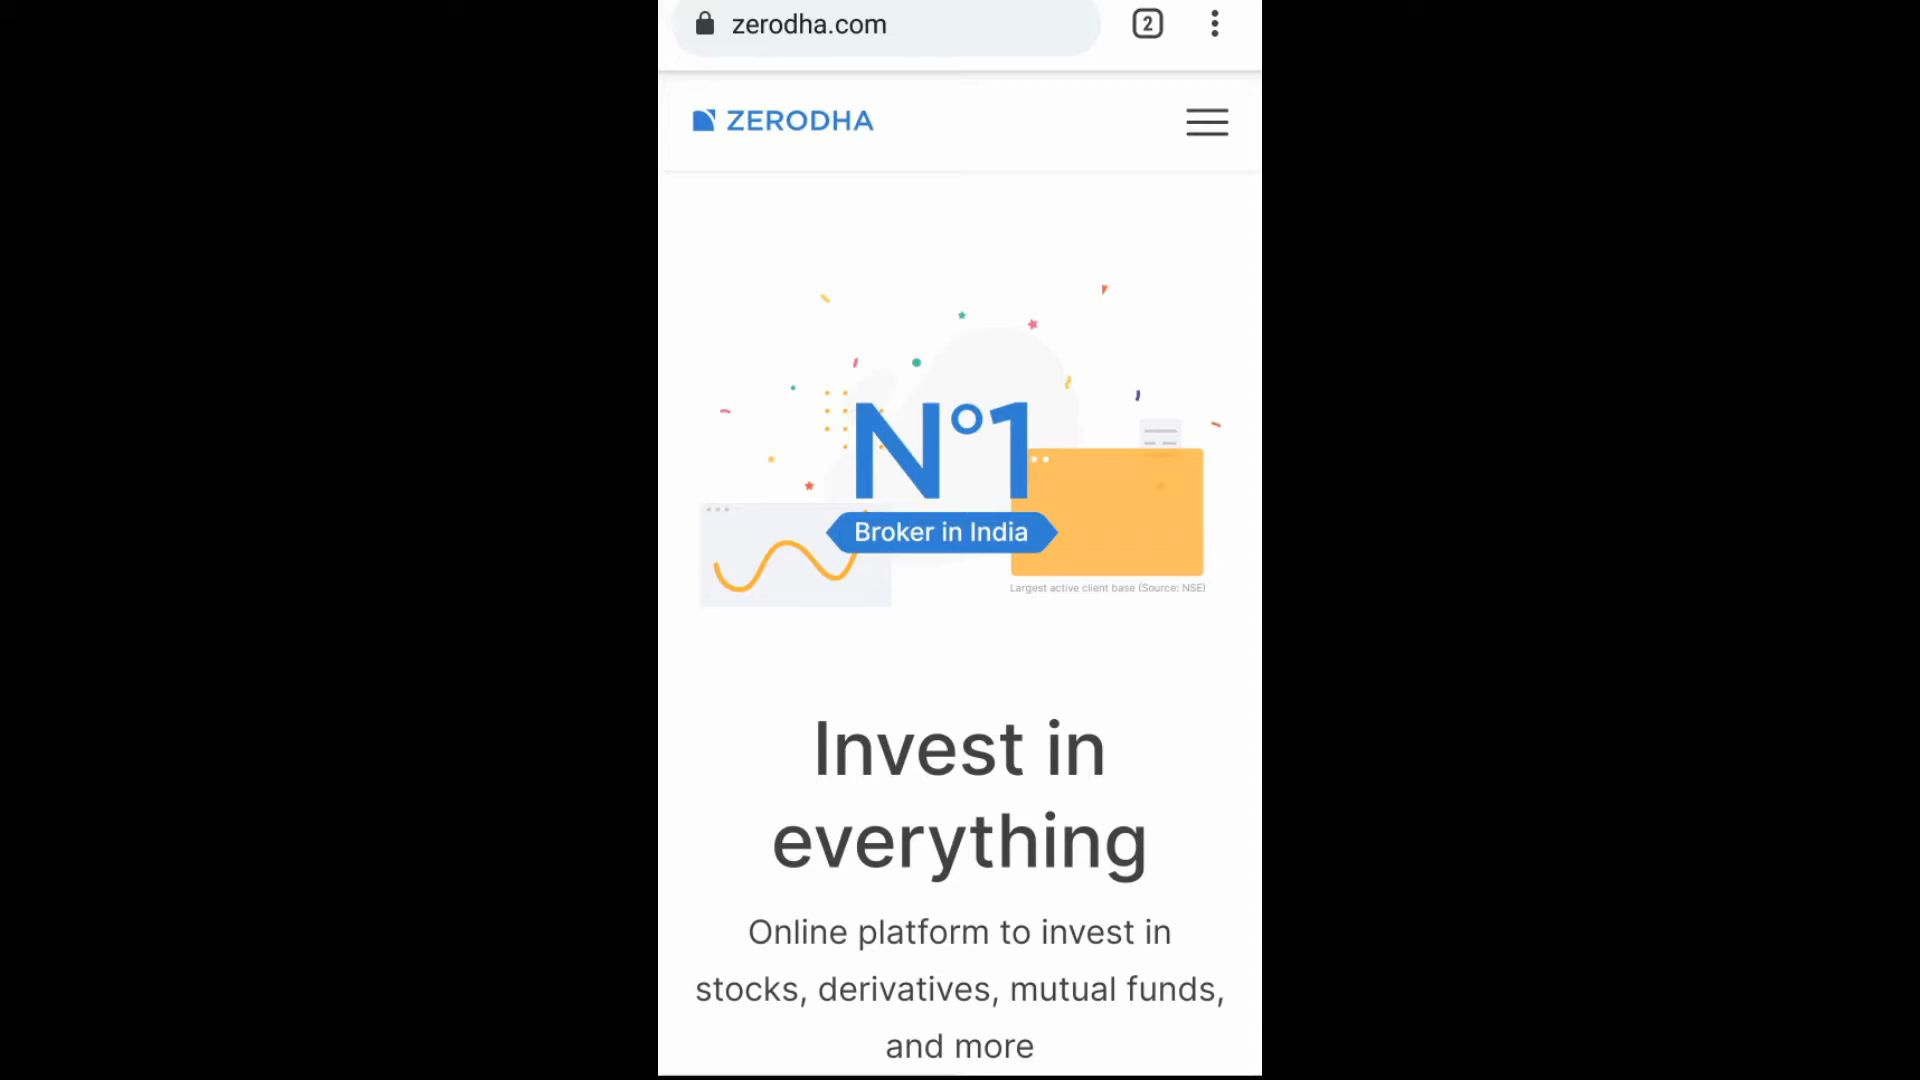 zerodha.com
2
ZERODHA
N°1
Broker in India
Largest active client base (Source: NSE)
Invest in
everything
Online platform to invest in
stocks, derivatives, mutual funds,
and more